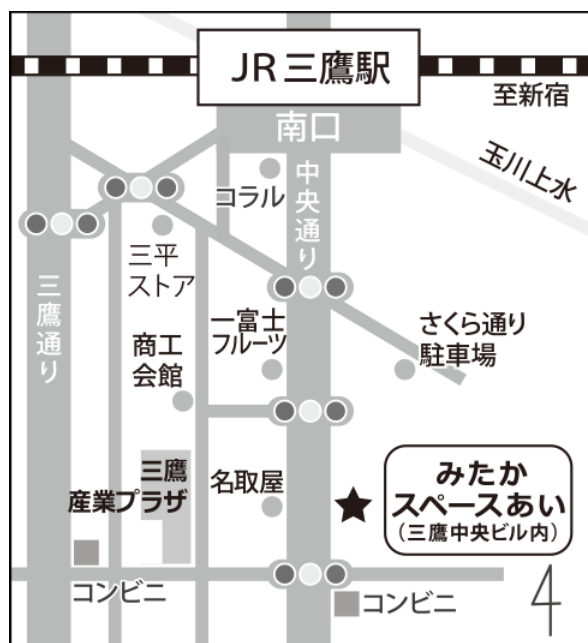 JR三鷹駅
至新宿
南口
玉川上水
中央通り
コラル
三平
ストア
三鷹通り
一富士
フルーツ
さくら通り
駐車場
商工
会館
三鷹
産業プラザ
名取屋
みたか
スペースあい
(三鷹中央ビル内)
コンビニ
コンビニ